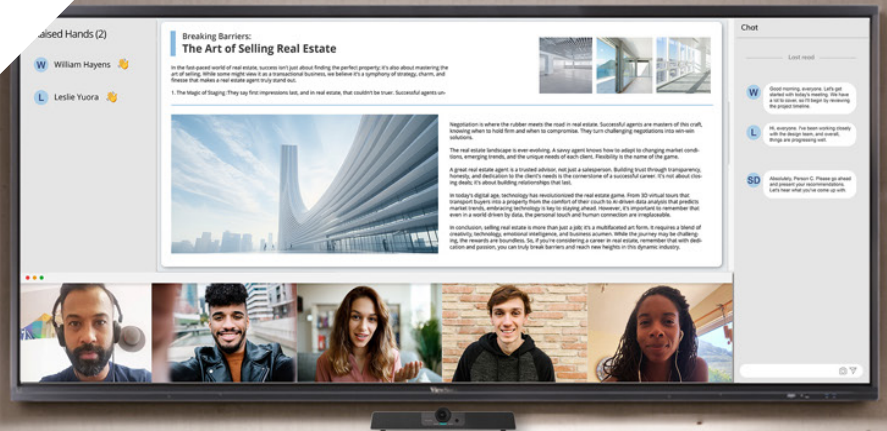 Raised Hands (2)
W William Hayens 👋
L Leslie Yuora 👋
Breaking Barriers:
The Art of Selling Real Estate
In the fast-paced world of real estate, success isn't just about finding the perfect property; it's also about mastering the
art of selling. While some might view it as a transactional business, we believe it's a symphony of strategy, charm, and
finesse that makes a real estate agent truly stand out.
1. The Magic of Staging :They say first impressions last, and in real estate, that couldn't be truer. Successful agents un-
Negotiation is where the rubber meets the road in real estate. Successful agents are masters of this craft,
knowing when to hold firm and when to compromise. They turn challenging negotiations into win-win
solutions.
The real estate landscape is ever-evolving. A savvy agent knows how to adapt to changing market condi-
tions, emerging trends, and the unique needs of each client. Flexibility is the name of the game.
A great real estate agent is a trusted advisor, not just a salesperson. Building trust through transparency,
honesty, and dedication to the client's needs is the cornerstone of a successful career. It's not about clos-
ing deals; it's about building relationships that last.
In today's digital age, technology has revolutionized the real estate game. From 3D virtual tours that
transport buyers into a property from the comfort of their couch to AI-driven data analysis that predicts
market trends, embracing technology is key to staying ahead. However, it's important to remember that
even in a world driven by data, the personal touch and human connection are irreplaceable.
In conclusion, selling real estate is more than just a job; it's a multifaceted art form. It requires a blend of
creativity, technology, emotional intelligence, and business acumen. While the journey may be challeng-
ing, the rewards are boundless. So, if you're considering a career in real estate, remember that with dedi-
cation and passion, you can truly break barriers and reach new heights in this dynamic industry.
Chat
Last read
W
Good morning, everyone. Let's get
started with today's meeting. We have
a lot to cover, so I'll begin by reviewing
the project timeline.
L
Hi, everyone. I've been working closely
with the design team, and overall,
things are progressing well.
SD
Absolutely, Person C. Please go ahead
and present your recommendations.
Let's hear what you've come up with